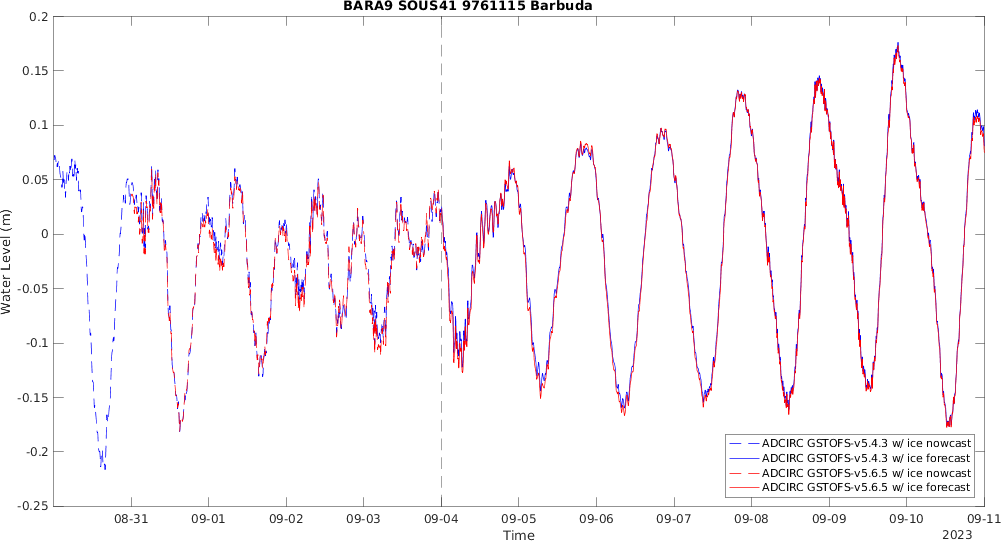 BARA9 SOUS41 9761115 Barbuda
0.2
0.15
0.1
0.05
0
-0.05
-0.1
-0.15
-0.2
-0.25
Water Level (m)
08-31 09-01 09-02 09-03 09-04 09-05 09-06 09-07 09-08 09-09 09-10 09-11
Time
2023
ADCIRC GSTOFS-v5.4.3 w/ ice nowcast
ADCIRC GSTOFS-v5.4.3 w/ ice forecast
ADCIRC GSTOFS-v5.6.5 w/ ice nowcast
ADCIRC GSTOFS-v5.6.5 w/ ice forecast